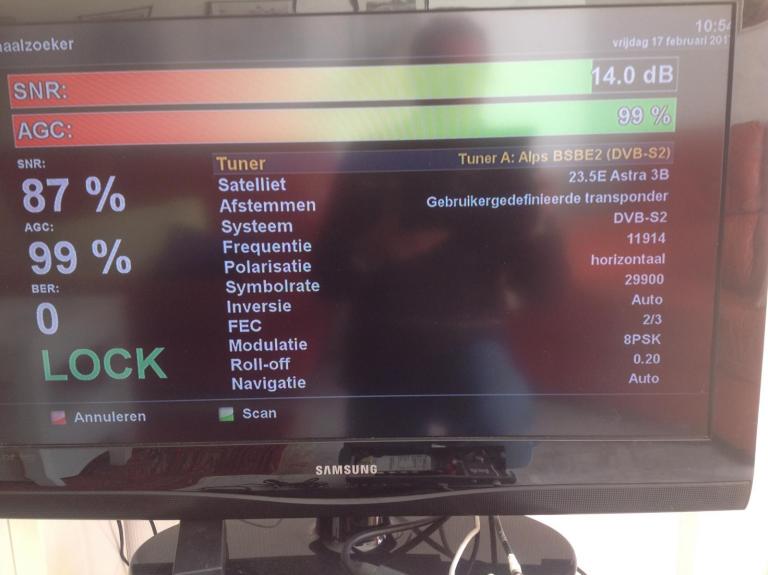 10:54
vrijdag 17 februari 201
SNR: 14.0 dB
AGC: 99 %
SNR:
87 %
AGC:
99 %
BER:
0
LOCK
Tuner Tuner A: Alps BSBE2 (DVB-S2)
Satelliet 23.5E Astra 3B
Afstemmen Gebruikergedefinieerde transponder
Systeem DVB-S2
Frequentie 11914
Polarisatie horizontaal
Symbolrate 29900
Inversie Auto
FEC 2/3
Modulatie 8PSK
Roll-off 0.20
Navigatie Auto
Annuleren Scan
SAMSUNG